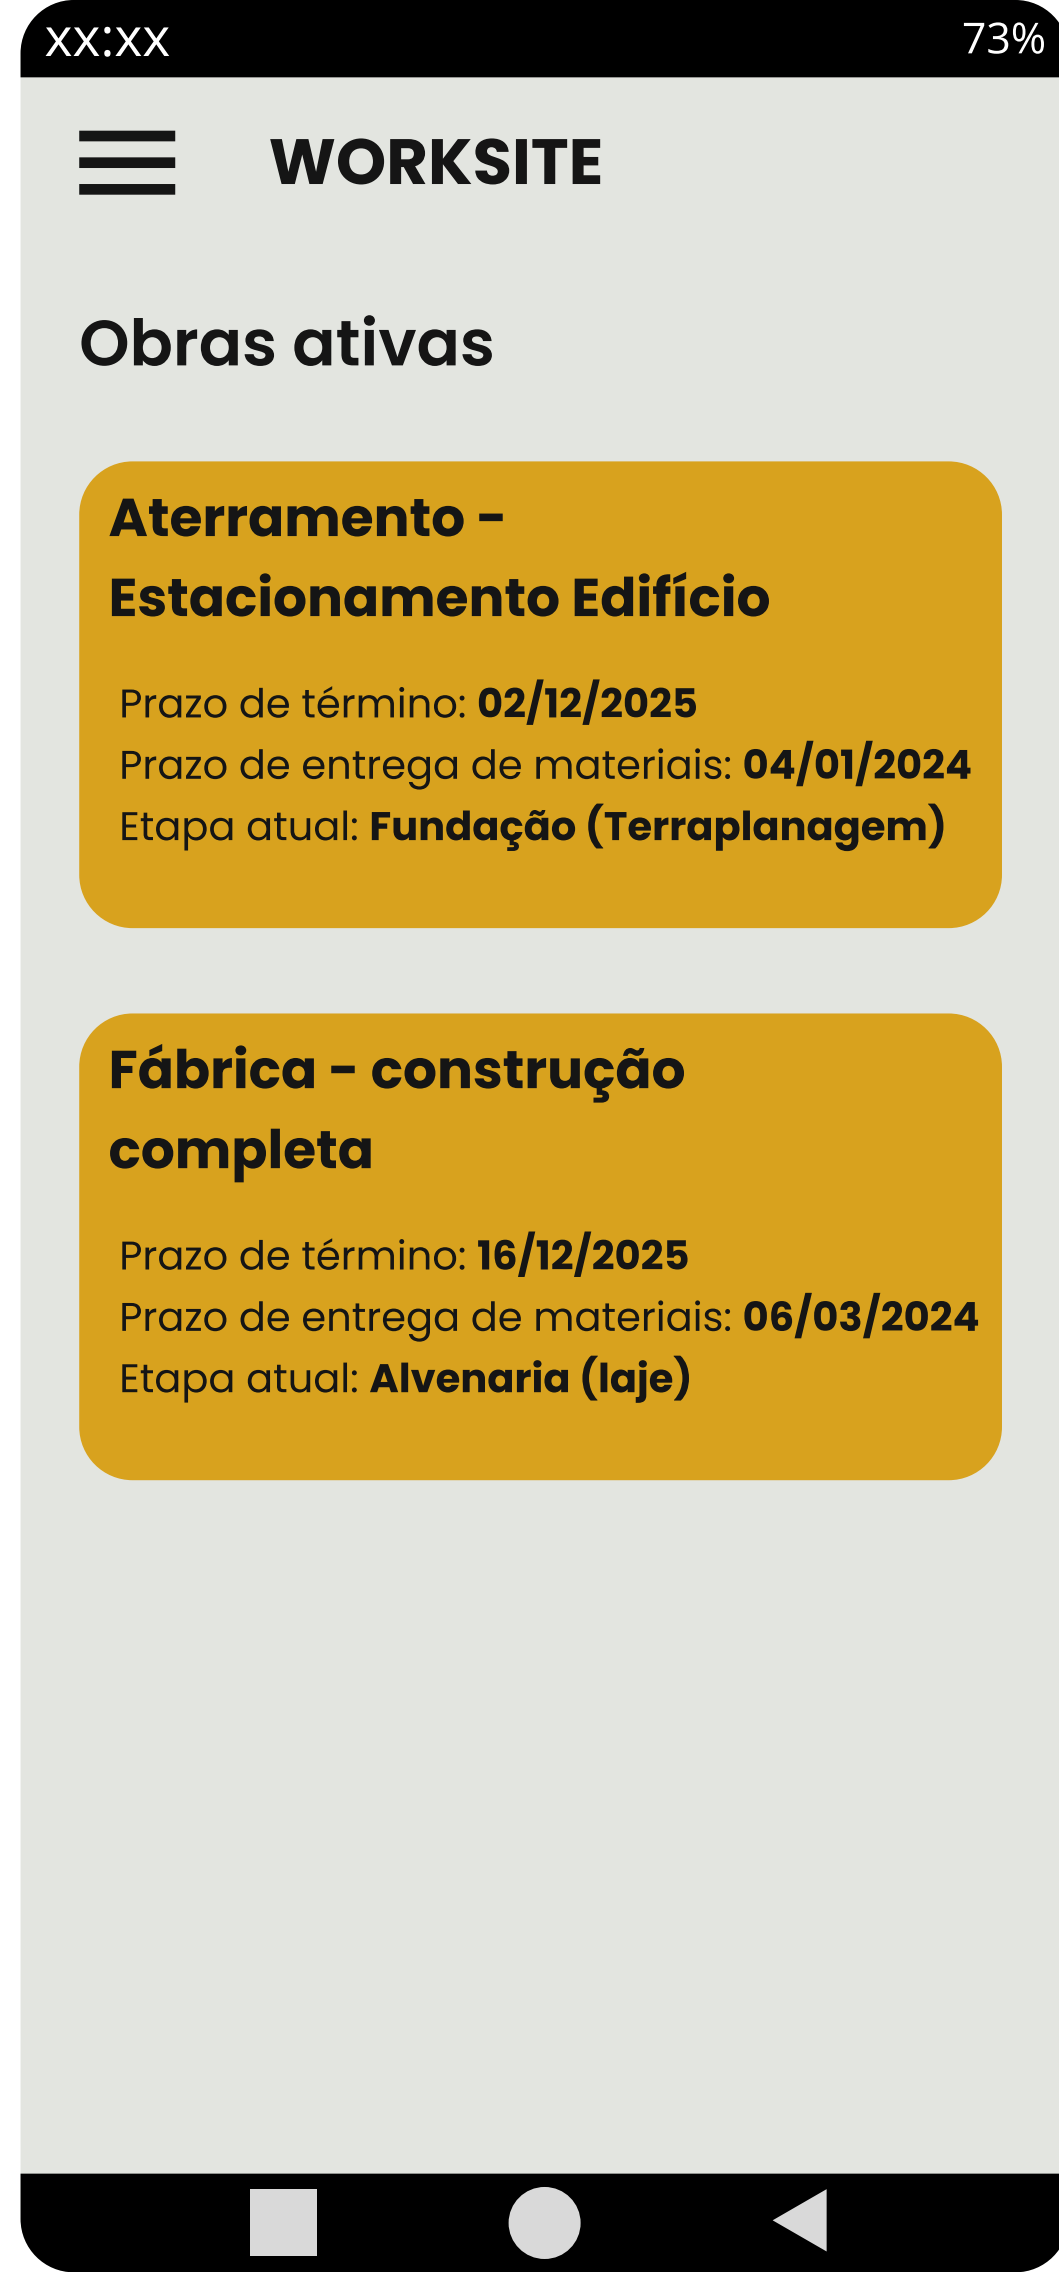 xx:xx 73%
WORKSITE
Obras ativas
Aterramento -
Estacionamento Edifício
Prazo de término: 02/12/2025
Prazo de entrega de materiais: 04/01/2024
Etapa atual: Fundação (Terraplanagem)
Fábrica - construção
completa
Prazo de término: 16/12/2025
Prazo de entrega de materiais: 06/03/2024
Etapa atual: Alvenaria (laje)